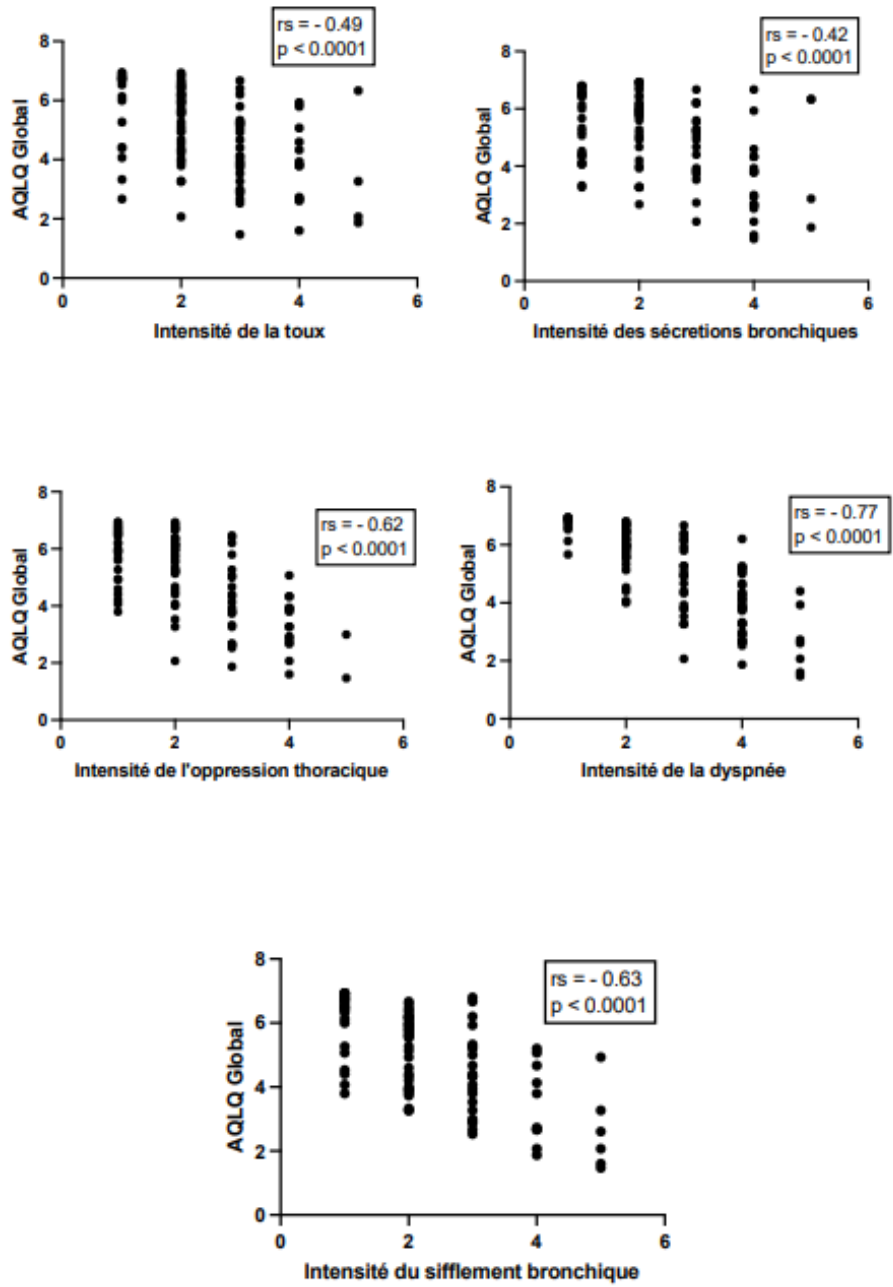 rs = - 0.49
p < 0.0001
8
6
4
2
0
AQLQ Global
0 2 4 6
Intensité de la toux
rs = - 0.42
p < 0.0001
8
6
4
2
0
AQLQ Global
0 2 4 6
Intensité des sécretions bronchiques
rs = - 0.62
p < 0.0001
8
6
4
2
0
AQLQ Global
0 2 4 6
Intensité de l'oppression thoracique
rs = - 0.77
p < 0.0001
8
6
4
2
0
AQLQ Global
0 2 4 6
Intensité de la dyspnée
rs = - 0.63
p < 0.0001
8
6
4
2
0
AQLQ Global
0 2 4 6
Intensité du sifflement bronchique